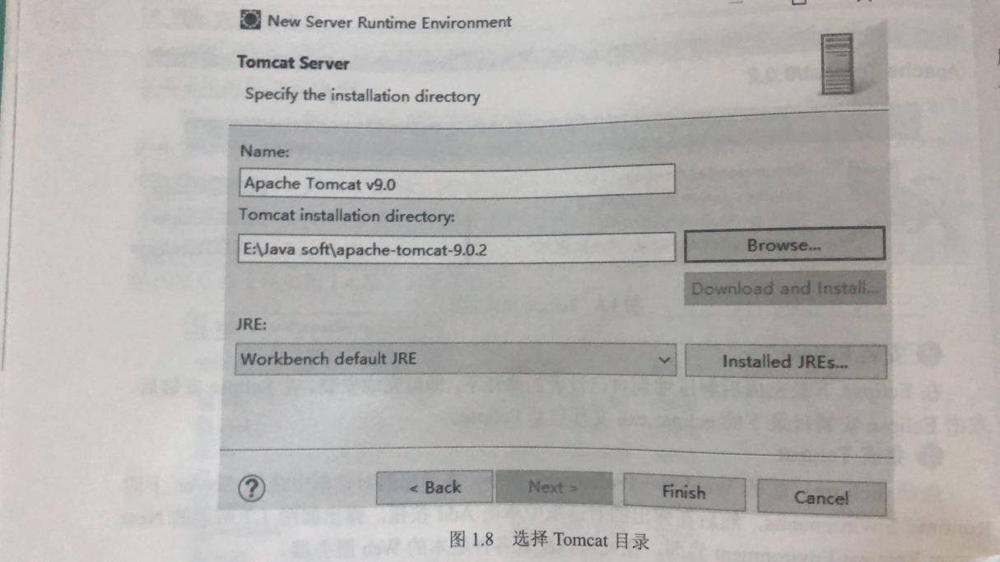 New Server Runtime Environment
Tomcat Server
Specify the installation directory
Name:
Apache Tomcat v9.0
Tomcat installation directory:
E:\Java soft\apache-tomcat-9.0.2
Browse...
Download and Install...
JRE:
Workbench default JRE
Installed JREs...
?
< Back
Next >
Finish
Cancel
图 1.8 选择 Tomcat 目录